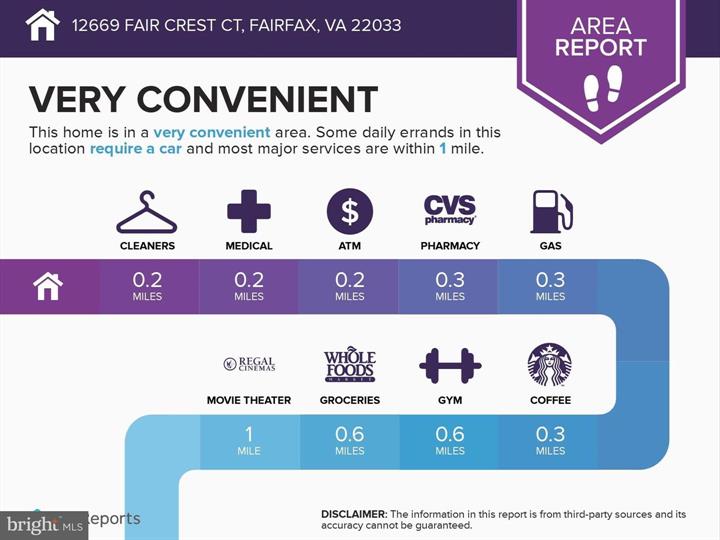 12669 FAIR CREST CT, FAIRFAX, VA 22033
AREA
REPORT
VERY CONVENIENT
This home is in a very convenient area. Some daily errands in this
location require a car and most major services are within 1 mile.
$
CVS
pharmacy
CLEANERS MEDICAL ATM PHARMACY GAS
0.2 0.2 0.2 0.3 0.3
MILES MILES MILES MILES MILES
REGAL
CINEMAS
WHOLE
FOODS
MARKET
MOVIE THEATER GROCERIES GYM COFFEE
1 0.6 0.6 0.3
MILE MILES MILES MILES
DISCLAIMER: The information in this report is from third-party sources and its
accuracy cannot be guaranteed.
bright MLS